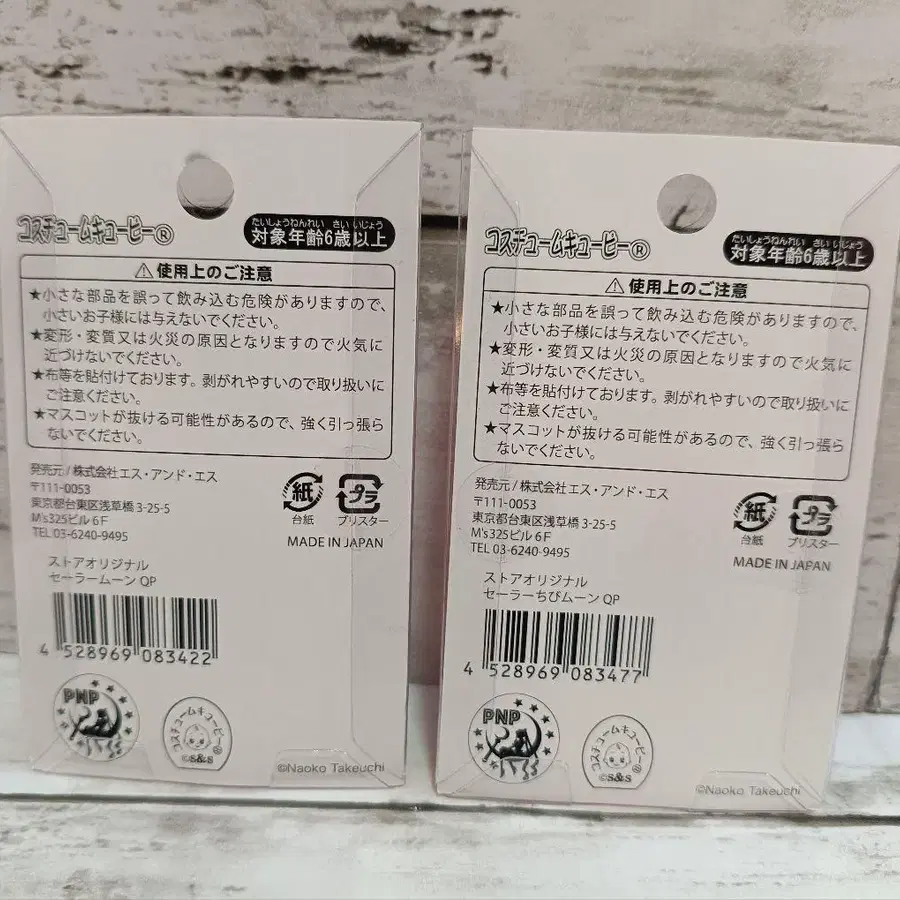 コスチュームキューピー®
たいしょうねんれい さい いじょう
対象年齢6歳以上
⚠使用上のご注意
★小さな部品を誤って飲み込む危険がありますので、
小さいお子様には与えないでください。
★変形・変質又は火災の原因となりますので火気に
近づけないでください。
★布等を貼付けております。剥がれやすいので取り扱いに
ご注意ください。
★マスコットが抜ける可能性があるので、強く引っ張ら
ないでください。
発売元/株式会社エス・アンド・エス
〒111-0053
東京都台東区浅草橋3-25-5
M's325ビル6F
TEL 03-6240-9495
紙
台紙
プラ
ブリスター
MADE IN JAPAN
ストアオリジナル
セーラームーン QP
4 528969 083422
PNP
コスチュームキューピー®
©S&S
©Naoko Takeuchi
コスチュームキューピー®
たいしょうねんれい さい いじょう
対象年齢6歳以上
⚠使用上のご注意
★小さな部品を誤って飲み込む危険がありますので、
小さいお子様には与えないでください。
★変形・変質又は火災の原因となりますので火気に
近づけないでください。
★布等を貼付けております。剥がれやすいので取り扱いに
ご注意ください。
★マスコットが抜ける可能性があるので、強く引っ張ら
ないでください。
発売元/株式会社エス・アンド・エス
〒111-0053
東京都台東区浅草橋3-25-5
M's325ビル6F
TEL 03-6240-9495
紙
台紙
プラ
ブリスター
MADE IN JAPAN
ストアオリジナル
セーラーちびムーン QP
4 528969 083477
PNP
コスチュームキューピー®
©S&S
©Naoko Takeuchi